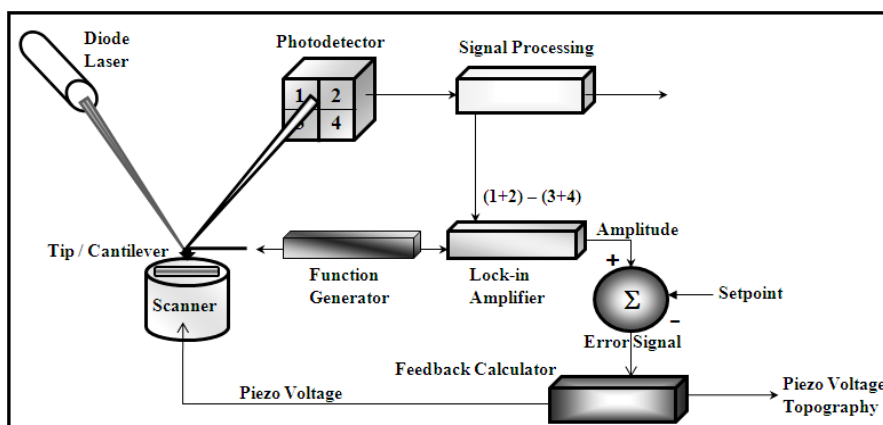 Diode
Laser
Photodetector
Signal Processing
1 2
3 4
(1+2) – (3+4)
Amplitude
Tip / Cantilever
Function
Generator
Lock-in
Amplifier
+
Σ
Setpoint
–
Scanner
Error Signal
Feedback Calculator
Piezo Voltage
Piezo Voltage
Topography